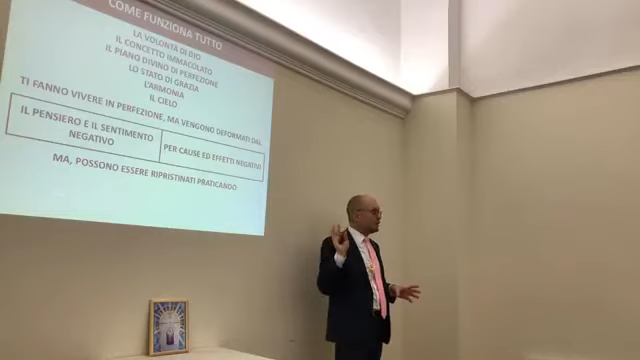 COME FUNZIONA TUTTO
LA VOLONTÀ DI DIO
IL CONCETTO IMMACOLATO
IL PIANO DIVINO DI PERFEZIONE
LO STATO DI GRAZIA
L'ARMONIA
IL CIELO
TI FANNO VIVERE IN PERFEZIONE, MA VENGONO DEFORMATI DAL
IL PENSIERO E IL SENTIMENTO
NEGATIVO
PER CAUSE ED EFFETTI NEGATIVI
MA, POSSONO ESSERE RIPRISTINATI PRATICANDO